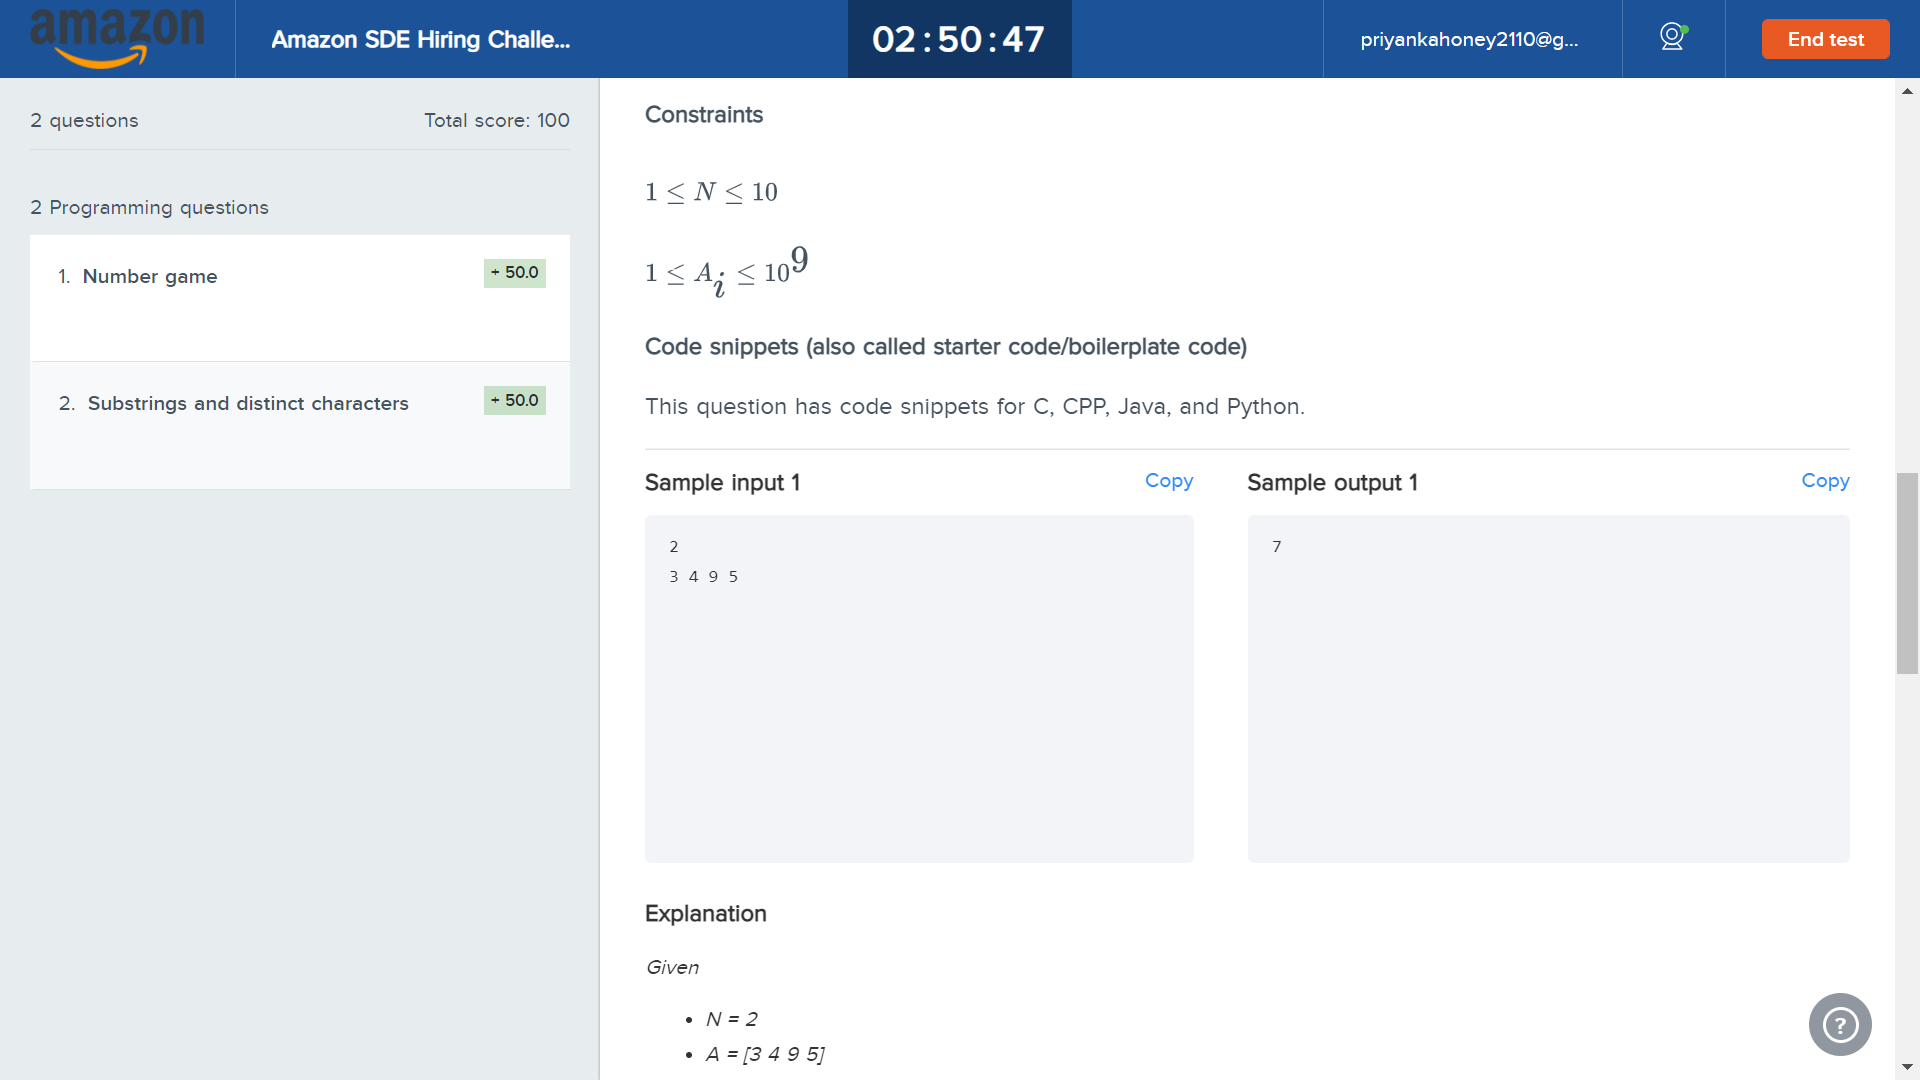 amazon
Amazon SDE Hiring Challe...
02:50:47
priyankahoney2110@g...
End test
2 questions
Total score: 100
2 Programming questions
1. Number game
+ 50.0
2. Substrings and distinct characters
+ 50.0
Constraints
1 ≤ N ≤ 10
1 ≤ A_i ≤ 10^9
Code snippets (also called starter code/boilerplate code)
This question has code snippets for C, CPP, Java, and Python.
Sample input 1
Copy
2
3 4 9 5
Sample output 1
Copy
7
Explanation
Given
• N = 2
• A = [3 4 9 5]
?